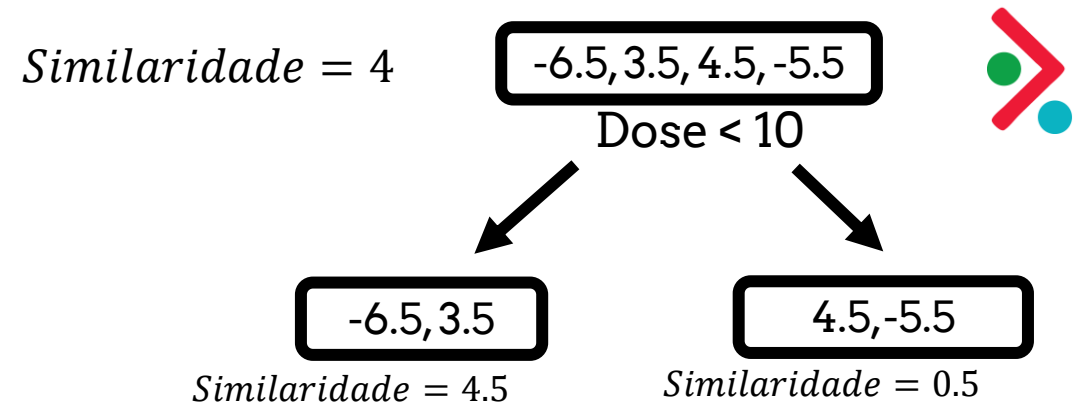 Similaridade = 4
-6.5, 3.5, 4.5, -5.5
Dose < 10
-6.5, 3.5
4.5,-5.5
Similaridade = 4.5
Similaridade = 0.5